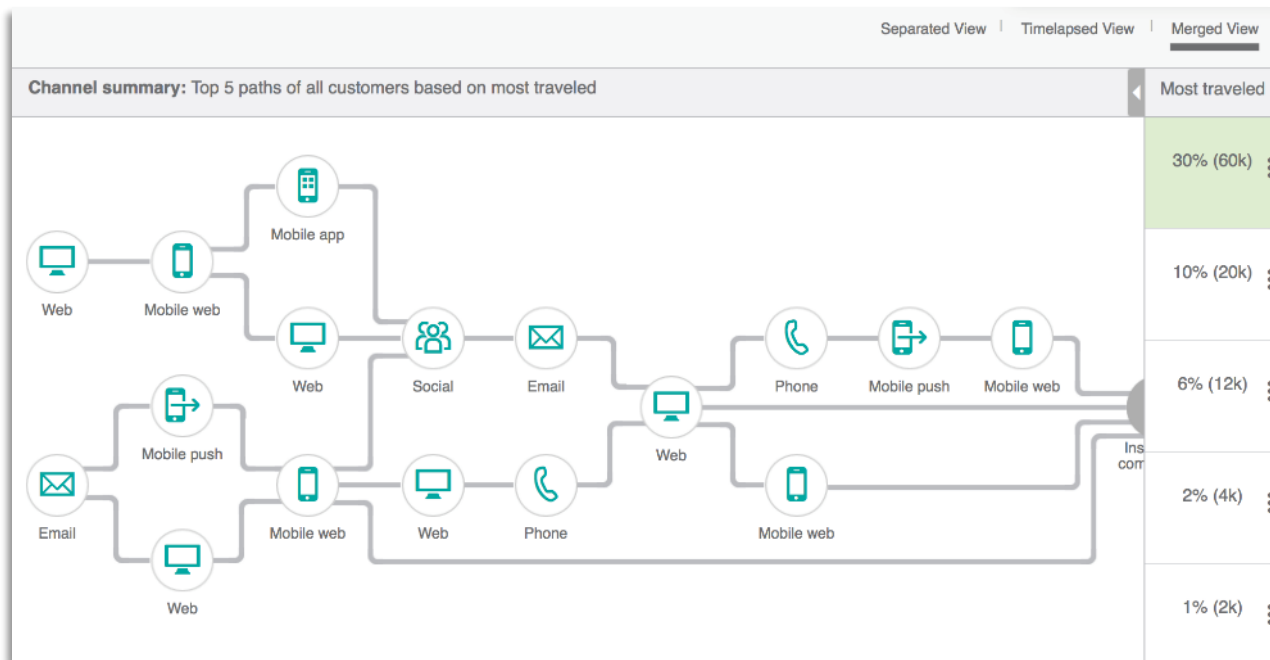 Separated View
Timelapsed View
Merged View
Channel summary: Top 5 paths of all customers based on most traveled
Most traveled
30% (60k)
Mobile app
Web
Mobile web
10% (20k)
Web
Social
Email
Phone
Mobile push
Mobile web
6% (12k)
Mobile push
Web
Ins
com
2% (4k)
Email
Mobile web
Web
Phone
Mobile web
Web
1% (2k)